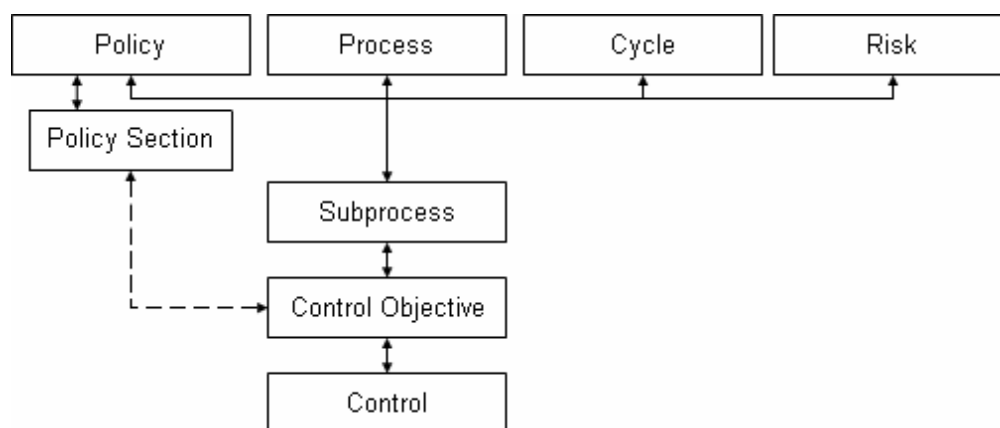 Policy
Process
Cycle
Risk
Policy Section
Subprocess
Control Objective
Control